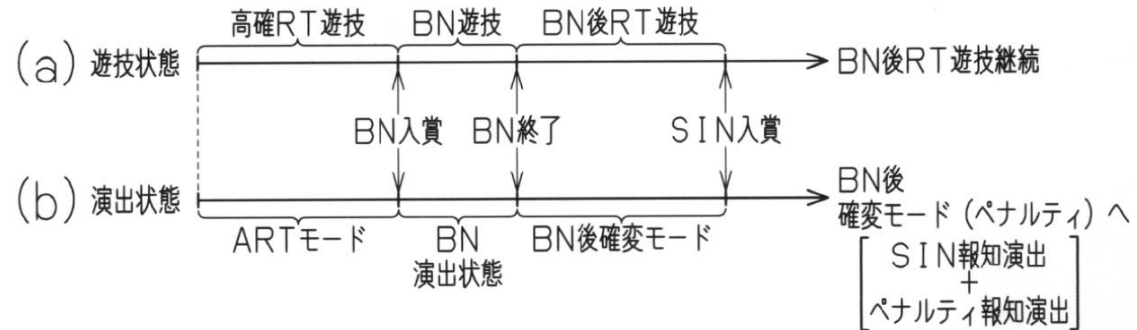 高確RT遊技 BN遊技 BN後RT遊技
(a) 遊技状態 BN後RT遊技継続
BN入賞 BN終了 SIN入賞
(b) 演出状態 BN後
確変モード(ペナルティ)へ
ARTモード BN BN後確変モード
演出状態
SIN報知演出
+
ペナルティ報知演出